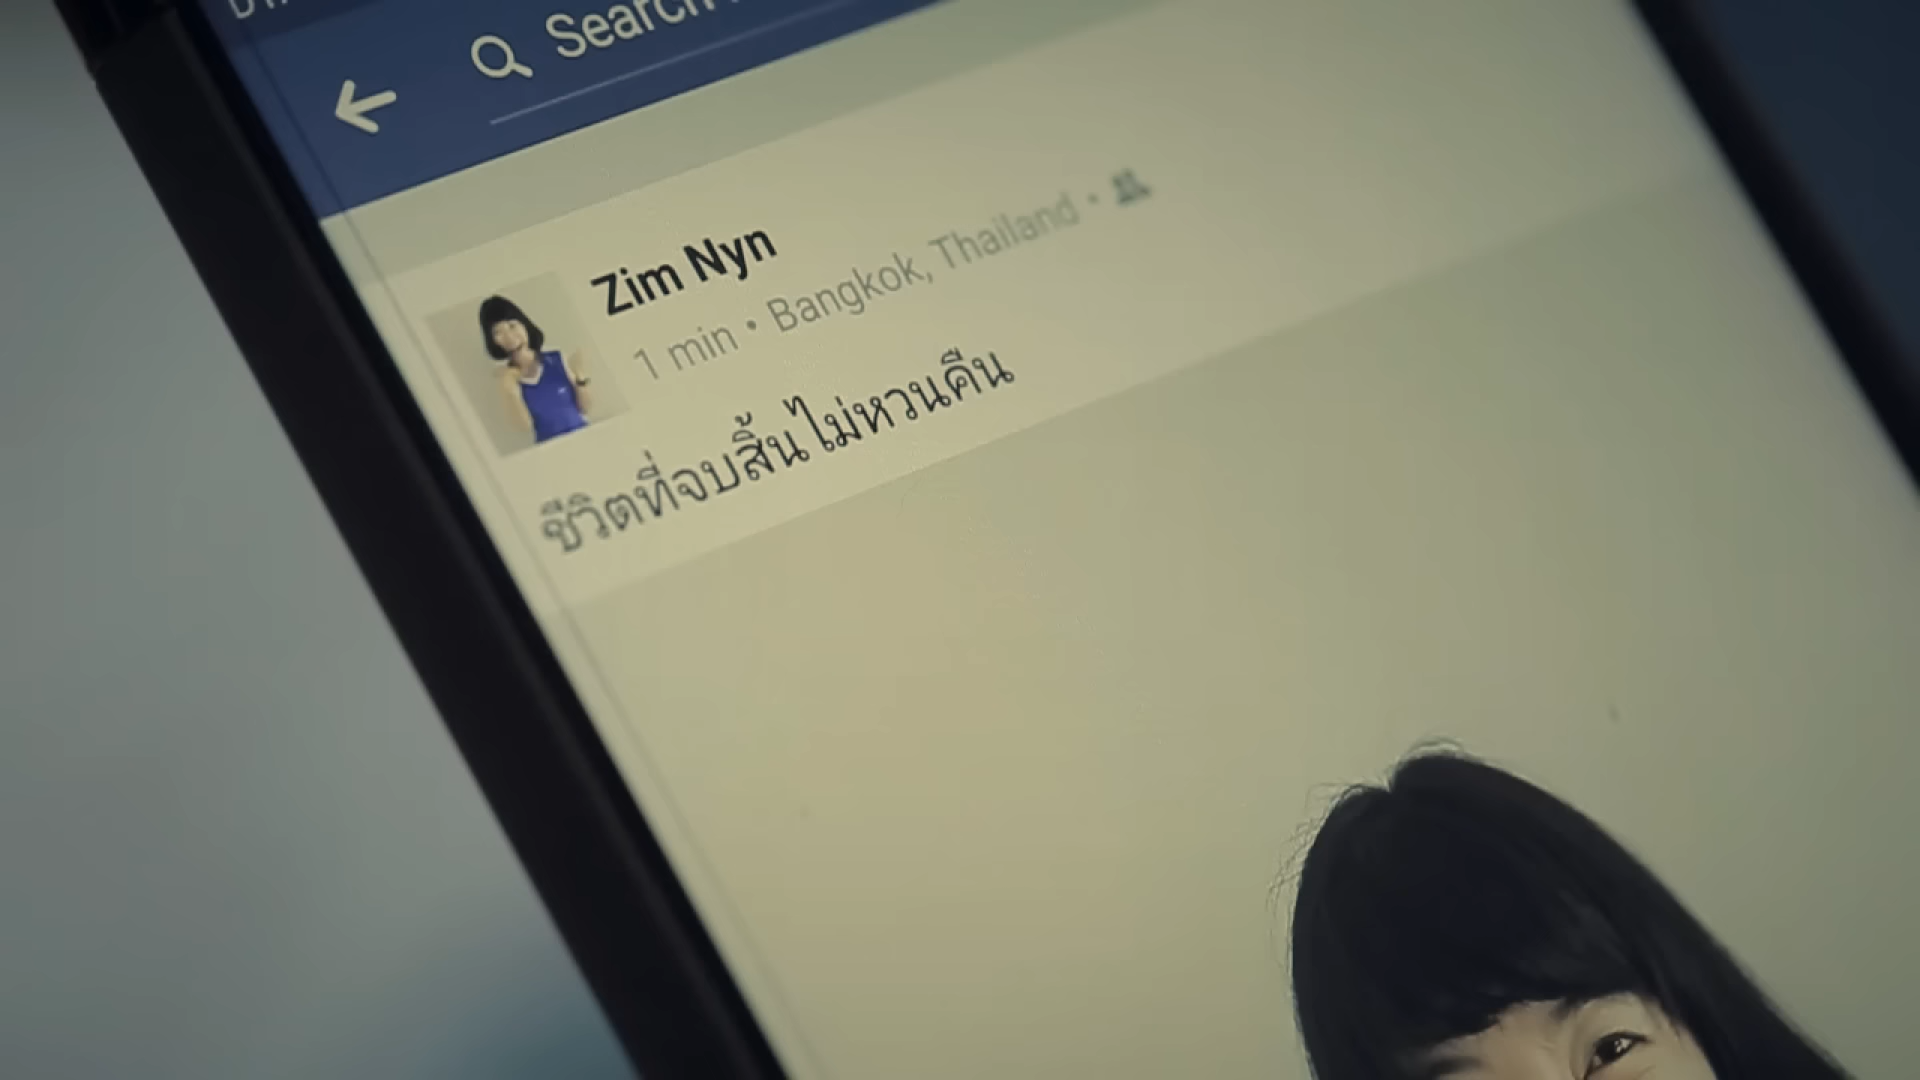 Search
Zim Nyn
1 min • Bangkok, Thailand •
ชีวิตที่จบสิ้น ไม่หวนคืน